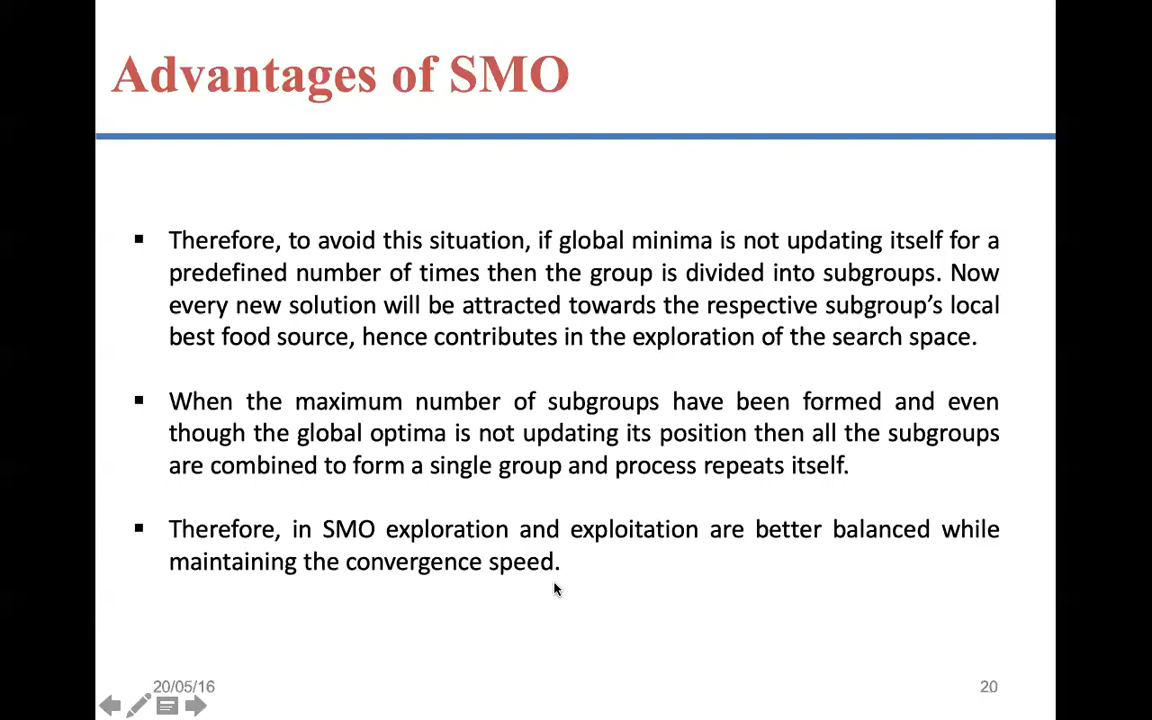 Advantages of SMO
▪ Therefore, to avoid this situation, if global minima is not updating itself for a
predefined number of times then the group is divided into subgroups. Now
every new solution will be attracted towards the respective subgroup’s local
best food source, hence contributes in the exploration of the search space.
▪ When the maximum number of subgroups have been formed and even
though the global optima is not updating its position then all the subgroups
are combined to form a single group and process repeats itself.
▪ Therefore, in SMO exploration and exploitation are better balanced while
maintaining the convergence speed.
20/05/16
20